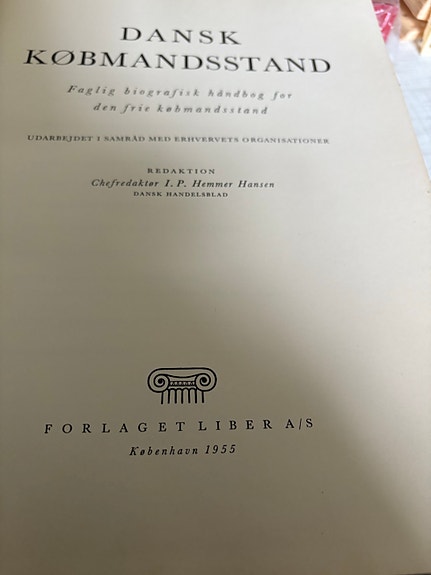 DANSK
KØBMANDSSTAND
Faglig biografisk håndbog for
den frie købmandsstand
UDARBEJDET I SAMRÅD MED ERHVERVETS ORGANISATIONER
REDAKTION
Chefredaktør I. P. Hemmer Hansen
DANSK HANDELSBLAD
FORLAGET LIBER A/S
København 1955